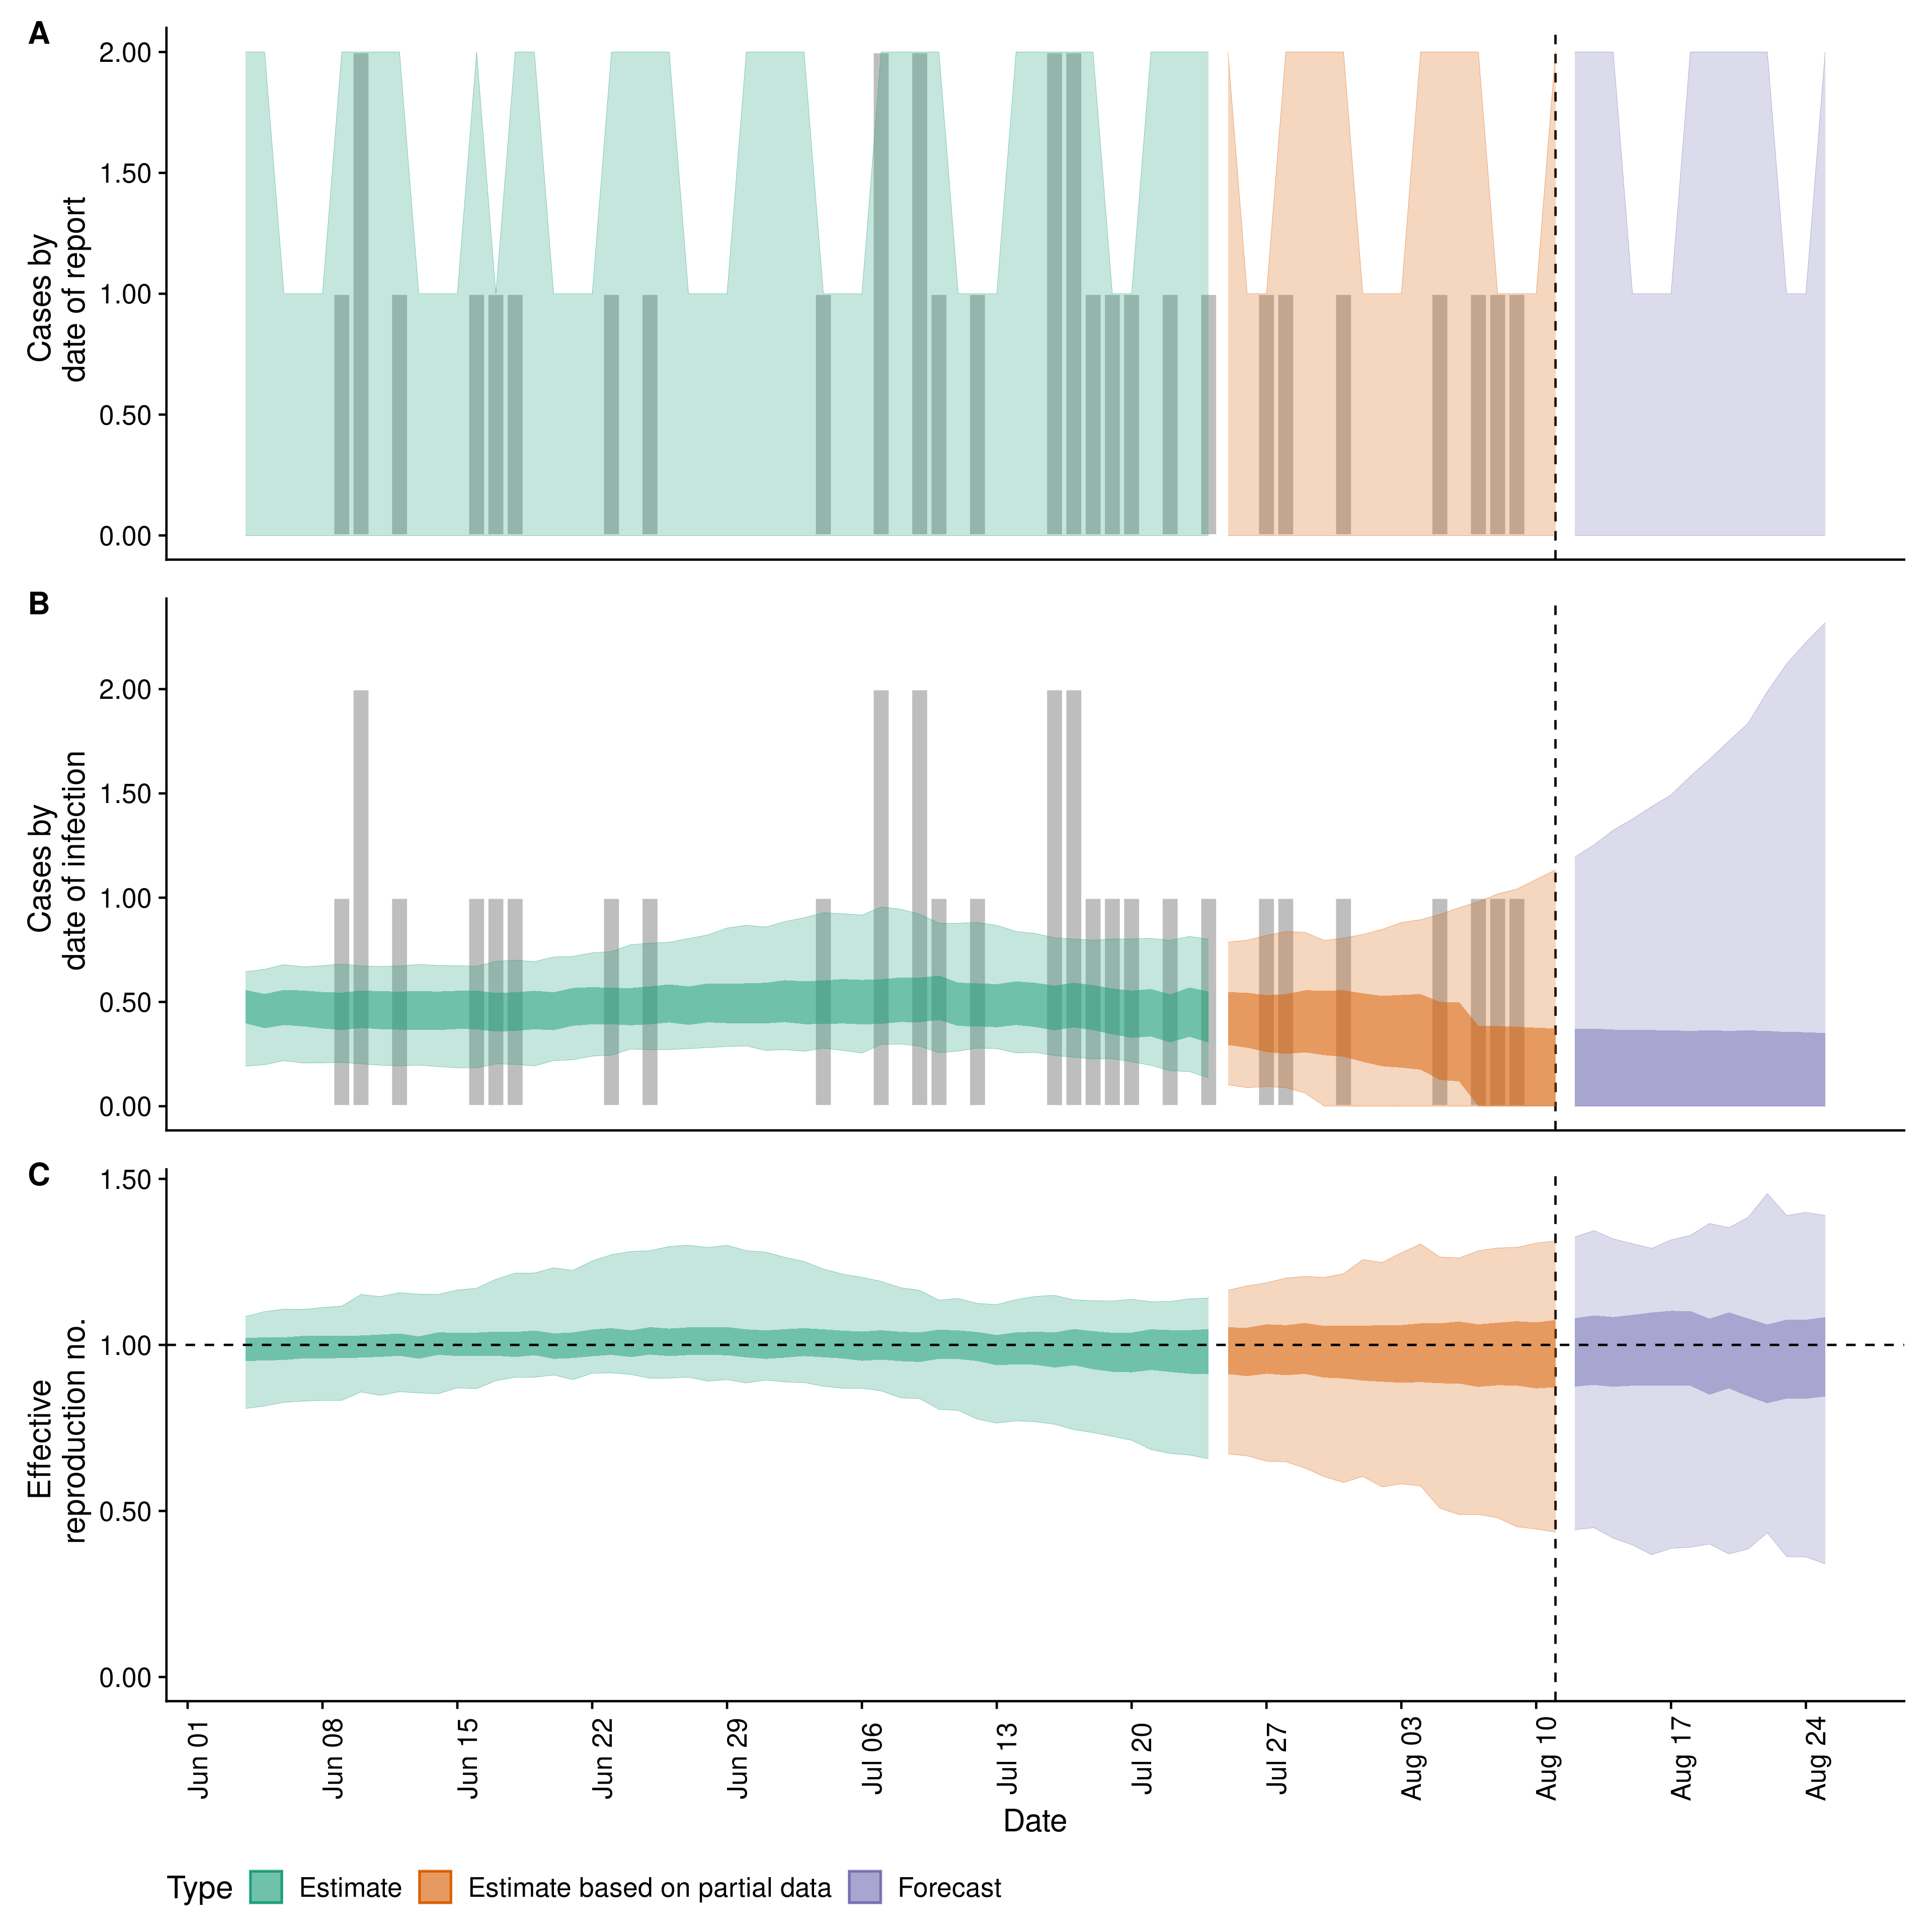 A
Cases by
date of report
2.00
1.50
1.00
0.50
0.00
B
Cases by
date of infection
2.00
1.50
1.00
0.50
0.00
C
Effective
reproduction no.
1.50
1.00
0.50
0.00
Jun 01
Jun 08
Jun 15
Jun 22
Jun 29
Jul 06
Jul 13
Jul 20
Jul 27
Aug 03
Aug 10
Aug 17
Aug 24
Date
Type Estimate Estimate based on partial data Forecast